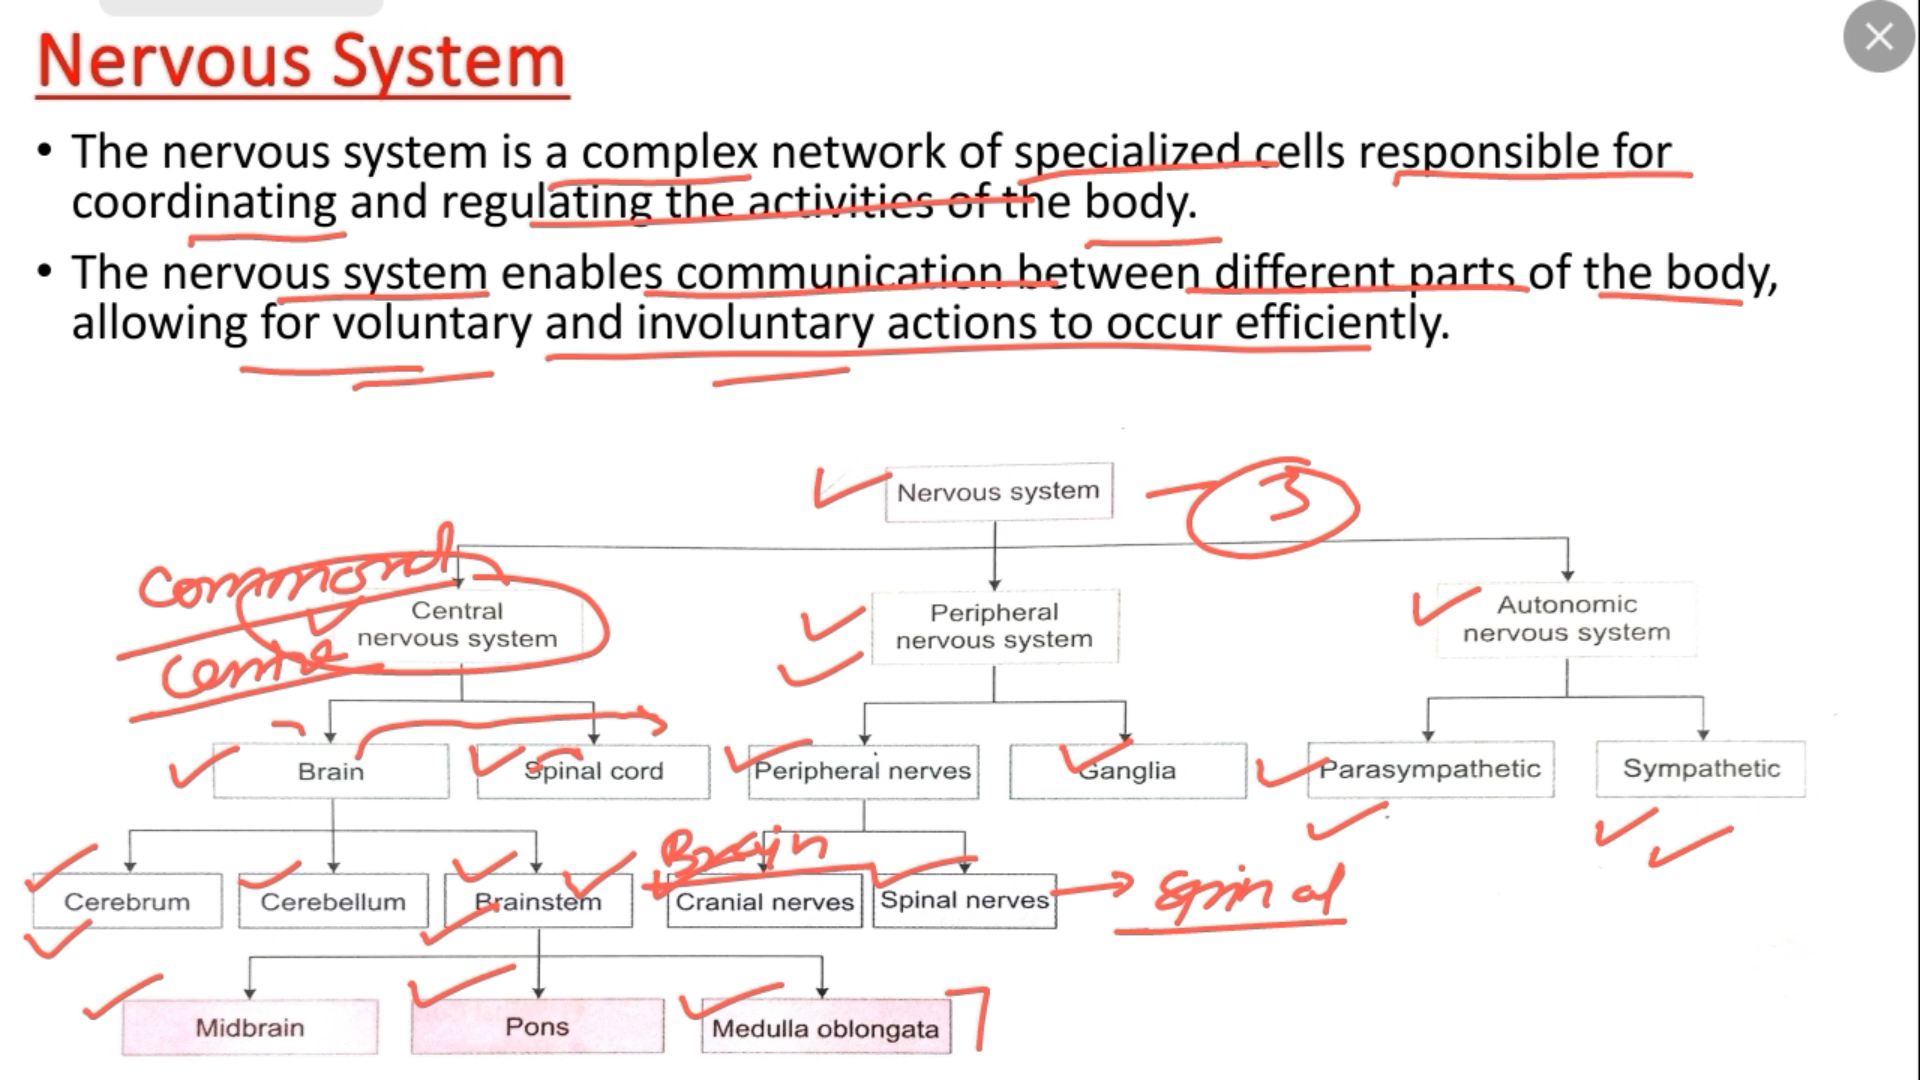 Nervous System
• The nervous system is a complex network of specialized cells responsible for
coordinating and regulating the activities of the body.
• The nervous system enables communication between different parts of the body,
allowing for voluntary and involuntary actions to occur efficiently.
Nervous system
3
Command
Centre
Central
nervous system
Peripheral
nervous system
Autonomic
nervous system
Brain
Spinal cord
Peripheral nerves
Ganglia
Parasympathetic
Sympathetic
Brain
Cerebrum
Cerebellum
Brainstem
Cranial nerves
Spinal nerves
Spinal
Midbrain
Pons
Medulla oblongata